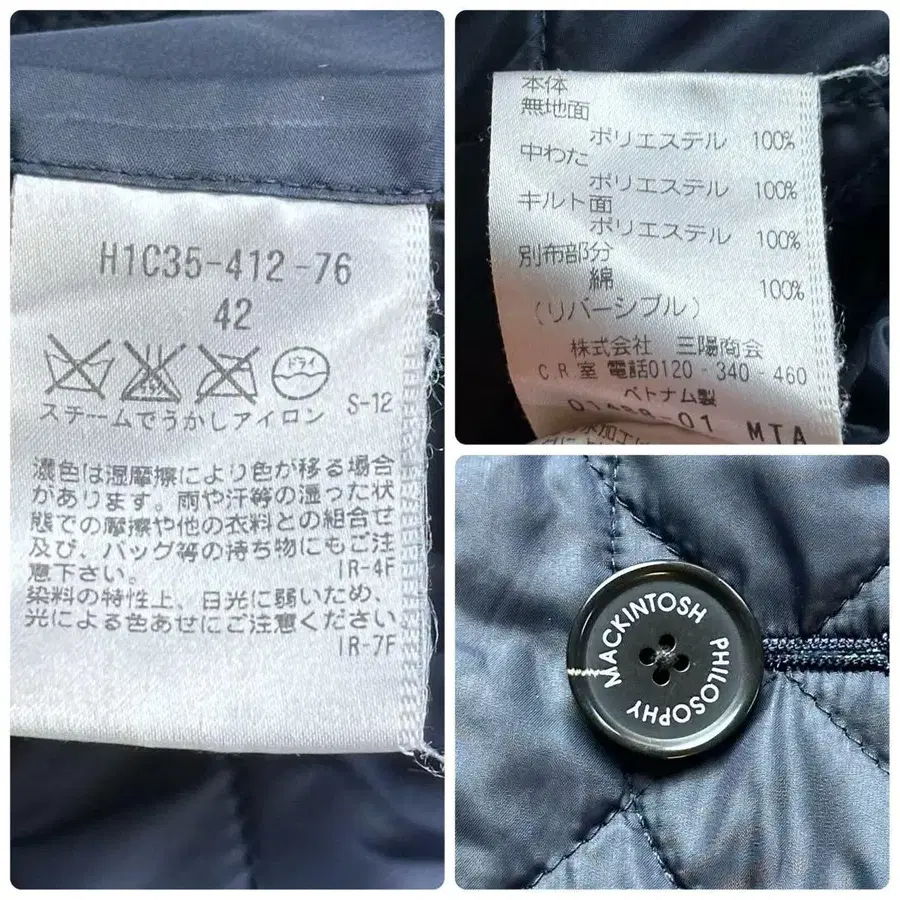 H1C35-412-76
42
ドライ
スチームでうかしアイロン S-12
濃色は湿摩擦により色が移る場合
があります。雨や汗等の湿った状
態での摩擦や他の衣料との組合せ
及び、バッグ等の持ち物にもご注
意下さい。 IR-4F
染料の特性上、日光に弱いため、
光による色あせにご注意ください
IR-7F
本体
無地面
ポリエステル 100%
中わた
ポリエステル 100%
キルト面
ポリエステル 100%
別布部分
綿 100%
(リバーシブル)
株式会社 三陽商会
C.R室 電話0120-340-460
ベトナム製
01488-01 MTA
MACKINTOSH PHILOSOPHY